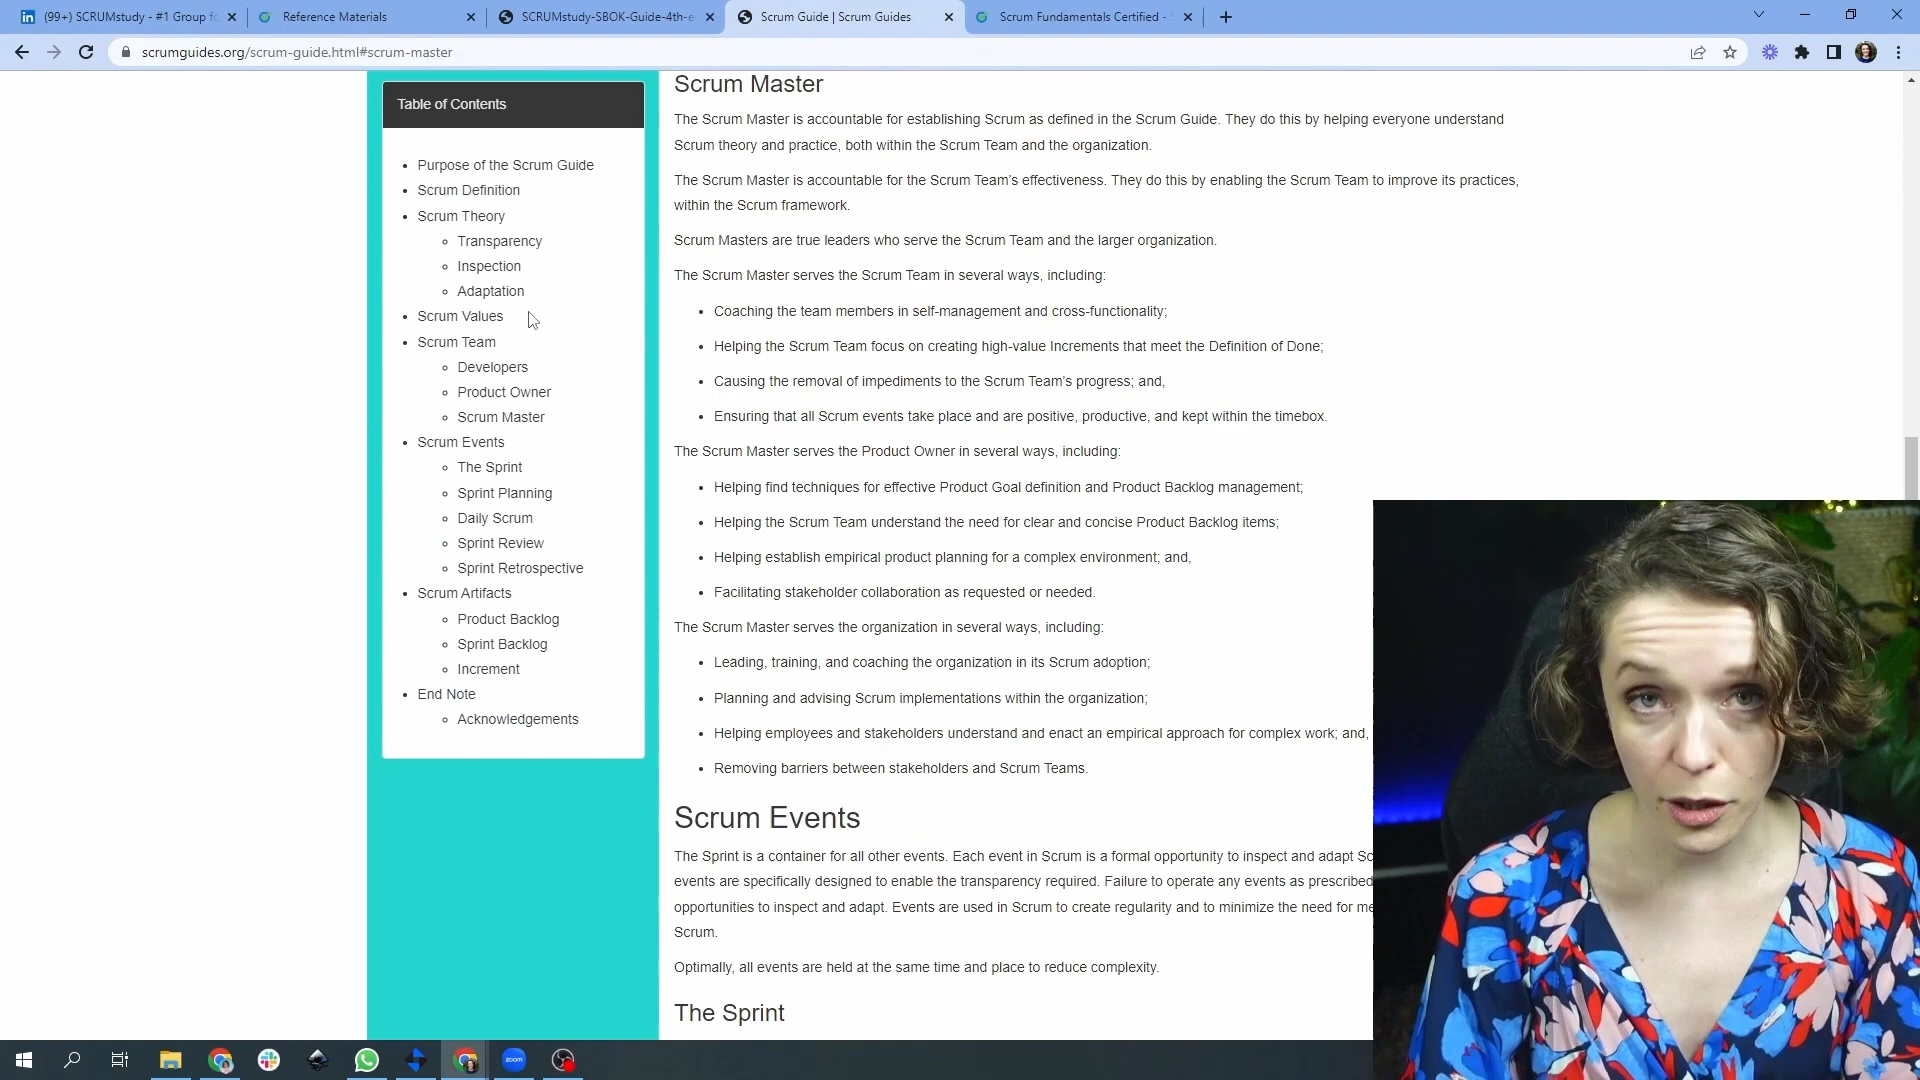 (99+) SCRUMstudy - #1 Group fo
Reference Materials
SCRUMstudy-SBOK-Guide-4th-e
Scrum Guide | Scrum Guides
Scrum Fundamentals Certified -
scrumguides.org/scrum-guide.html#scrum-master
Table of Contents
Purpose of the Scrum Guide
Scrum Definition
Scrum Theory
Transparency
Inspection
Adaptation
Scrum Values
Scrum Team
Developers
Product Owner
Scrum Master
Scrum Events
The Sprint
Sprint Planning
Daily Scrum
Sprint Review
Sprint Retrospective
Scrum Artifacts
Product Backlog
Sprint Backlog
Increment
End Note
Acknowledgements
Scrum Master
The Scrum Master is accountable for establishing Scrum as defined in the Scrum Guide. They do this by helping everyone understand
Scrum theory and practice, both within the Scrum Team and the organization.
The Scrum Master is accountable for the Scrum Team’s effectiveness. They do this by enabling the Scrum Team to improve its practices,
within the Scrum framework.
Scrum Masters are true leaders who serve the Scrum Team and the larger organization.
The Scrum Master serves the Scrum Team in several ways, including:
Coaching the team members in self-management and cross-functionality;
Helping the Scrum Team focus on creating high-value Increments that meet the Definition of Done;
Causing the removal of impediments to the Scrum Team’s progress; and,
Ensuring that all Scrum events take place and are positive, productive, and kept within the timebox.
The Scrum Master serves the Product Owner in several ways, including:
Helping find techniques for effective Product Goal definition and Product Backlog management;
Helping the Scrum Team understand the need for clear and concise Product Backlog items;
Helping establish empirical product planning for a complex environment; and,
Facilitating stakeholder collaboration as requested or needed.
The Scrum Master serves the organization in several ways, including:
Leading, training, and coaching the organization in its Scrum adoption;
Planning and advising Scrum implementations within the organization;
Helping employees and stakeholders understand and enact an empirical approach for complex work; and,
Removing barriers between stakeholders and Scrum Teams.
Scrum Events
The Sprint is a container for all other events. Each event in Scrum is a formal opportunity to inspect and adapt Sc
events are specifically designed to enable the transparency required. Failure to operate any events as prescribed
opportunities to inspect and adapt. Events are used in Scrum to create regularity and to minimize the need for me
Scrum.
Optimally, all events are held at the same time and place to reduce complexity.
The Sprint
zoom